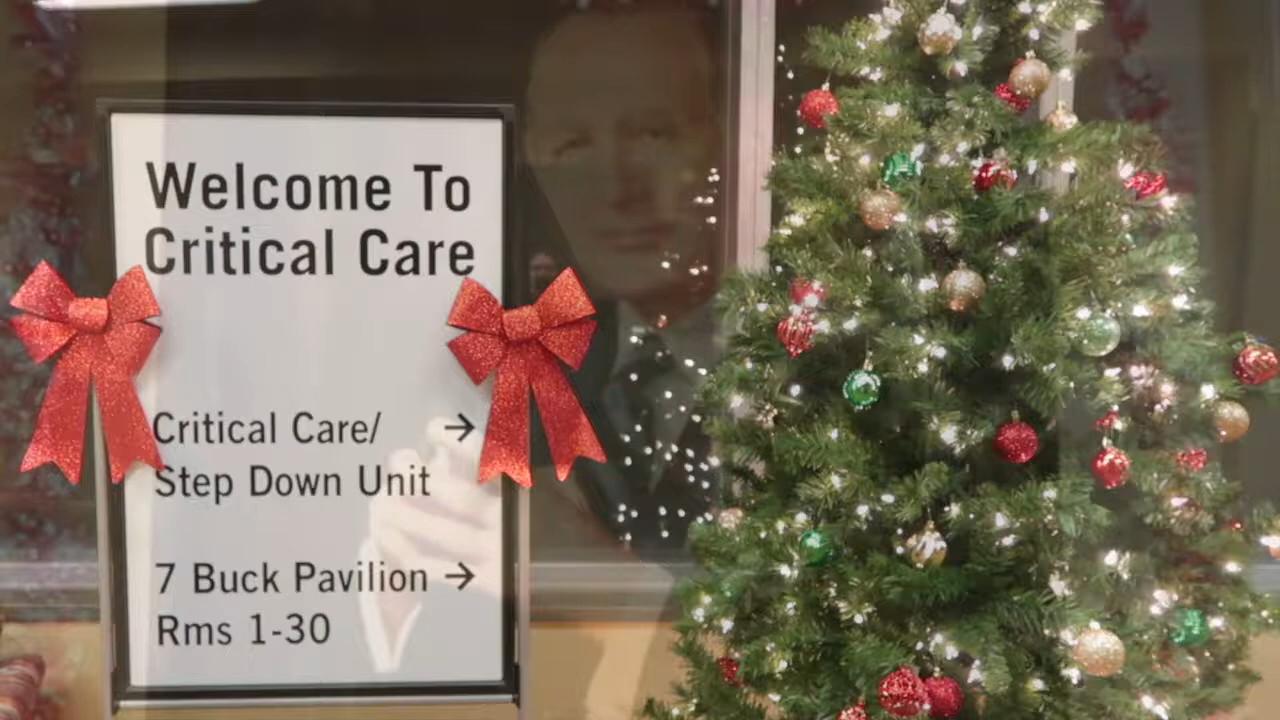 Welcome To
Critical Care
Critical Care/ →
Step Down Unit
7 Buck Pavilion →
Rms 1-30